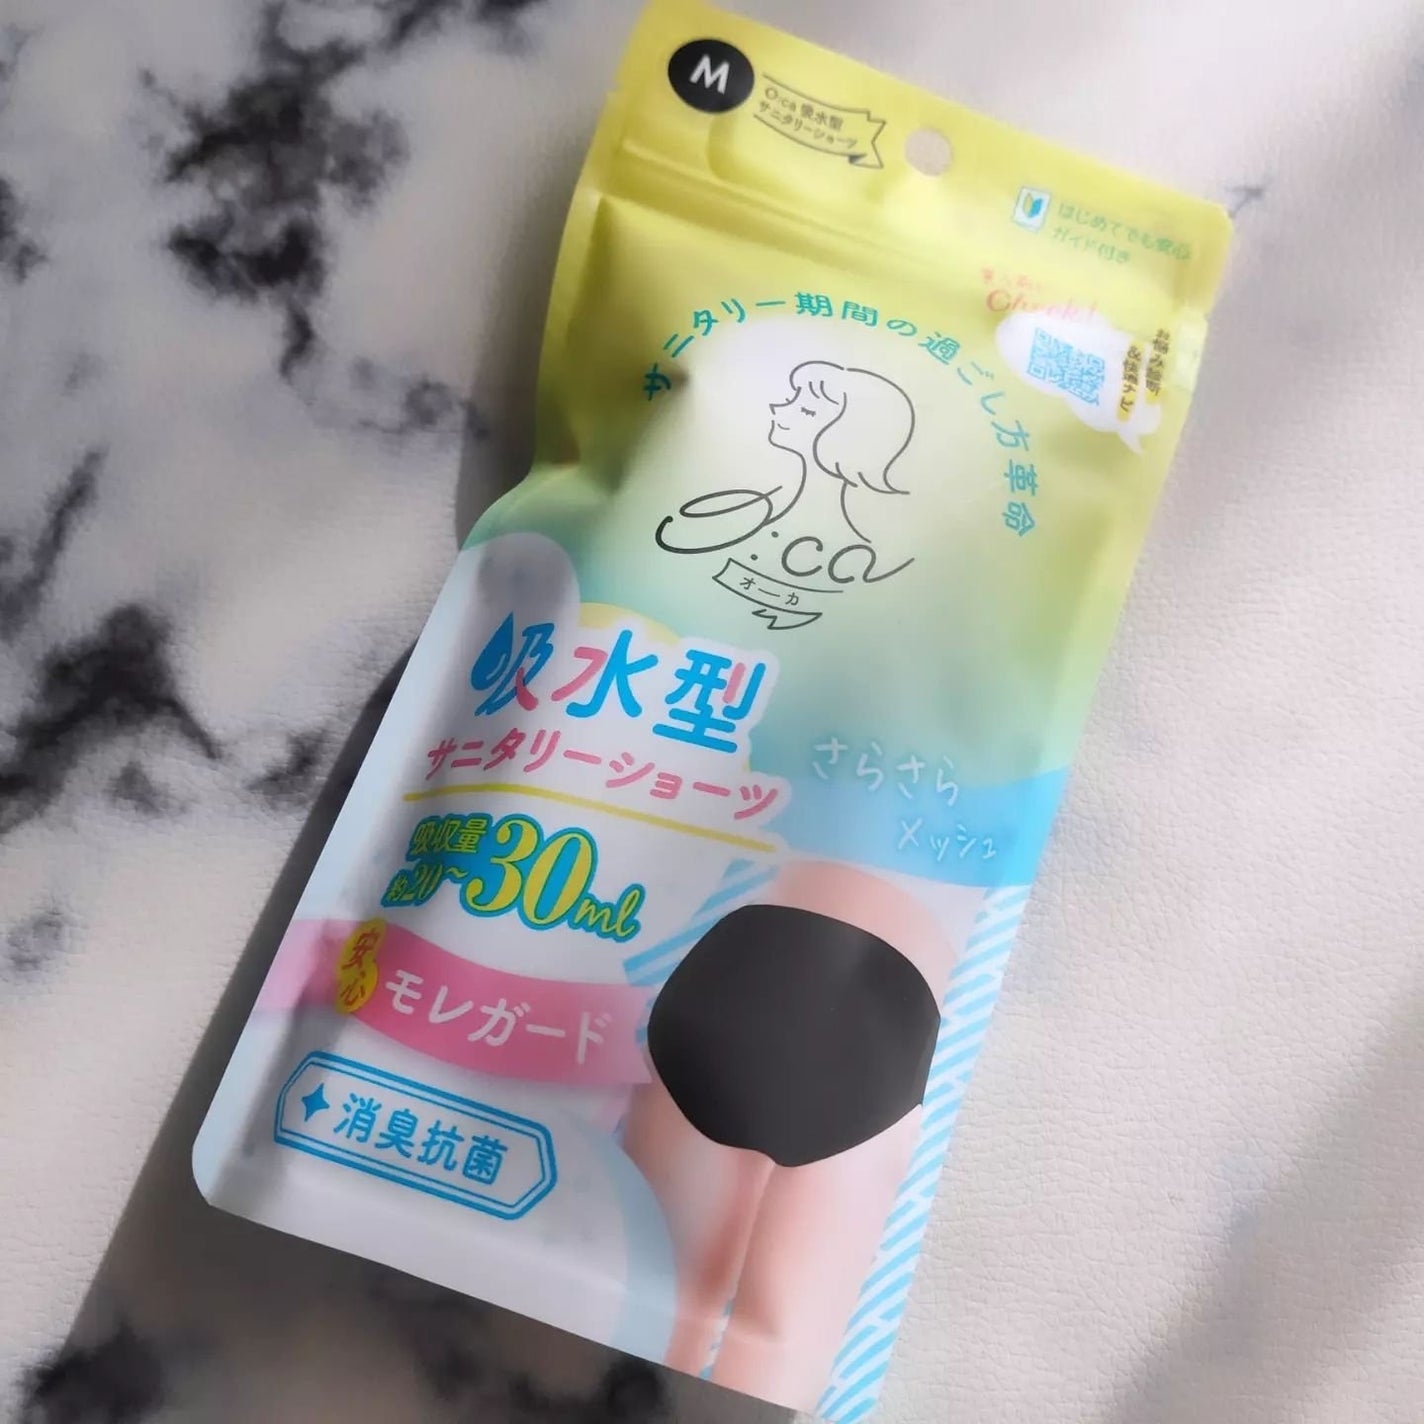 M
O:ca 吸水型
サニタリーショーツ
はじめてでも安心
ガイド付き
Check!
サニタリー期間の過ごし方革命
O:ca
オーカ
吸水型
サニタリーショーツ
さらさら
メッシュ
吸収量
約20~30ml
安心
モレガード
消臭抗菌